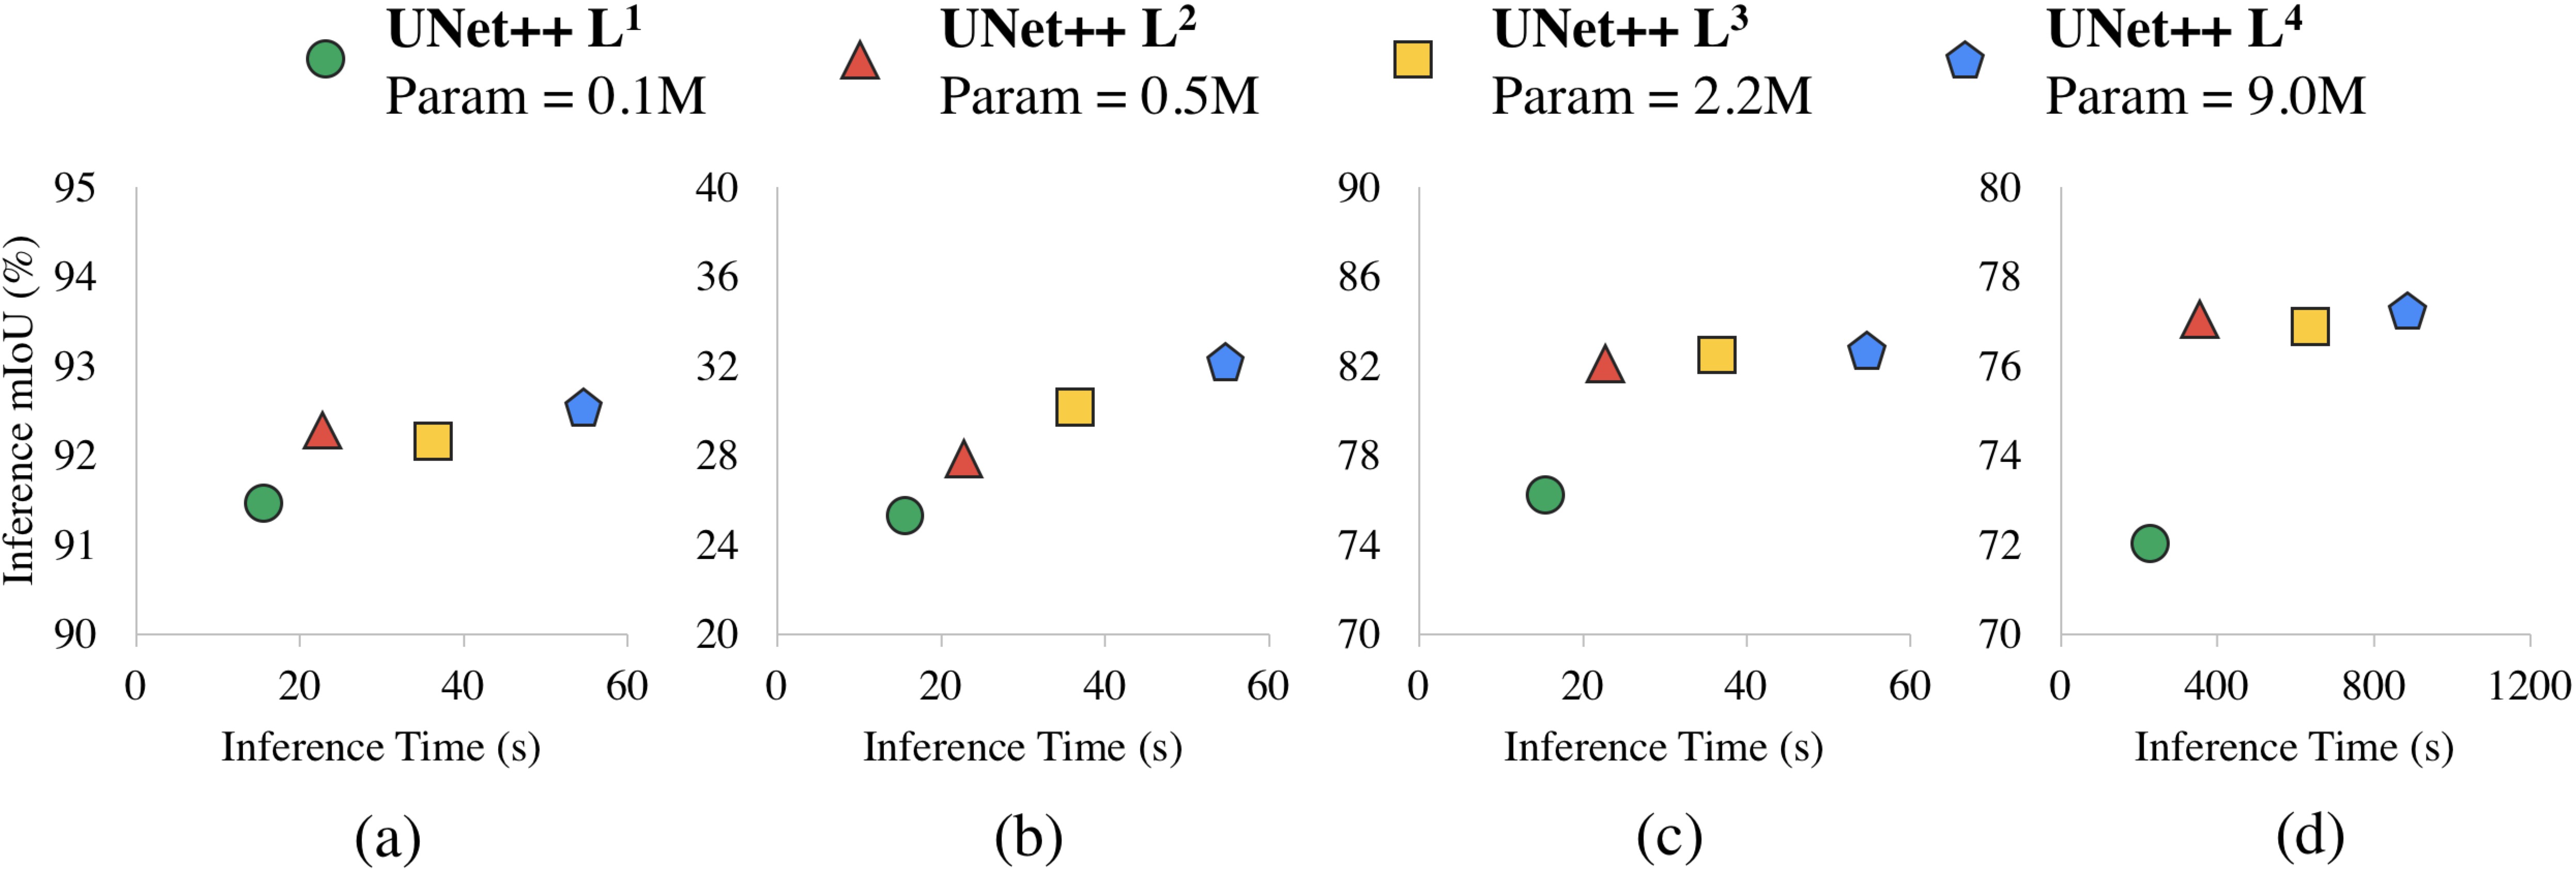 UNet++ L¹ UNet++ L² UNet++ L³ UNet++ L⁴
Param = 0.1M Param = 0.5M Param = 2.2M Param = 9.0M
Inference mIoU (%)
95
94
93
92
91
90
0 20 40 60
Inference Time (s)
(a)
40
36
32
28
24
20
0 20 40 60
Inference Time (s)
(b)
90
86
82
78
74
70
0 20 40 60
Inference Time (s)
(c)
80
78
76
74
72
70
0 400 800 1200
Inference Time (s)
(d)